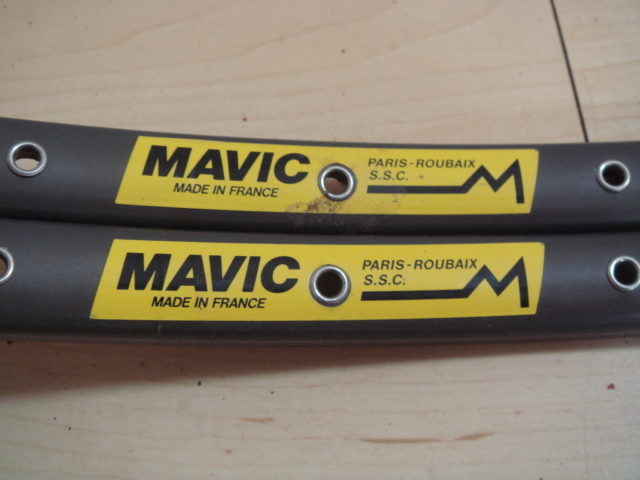 MAVIC
MADE IN FRANCE
PARIS-ROUBAIX
S.S.C.
M
MAVIC
MADE IN FRANCE
PARIS-ROUBAIX
S.S.C.
M